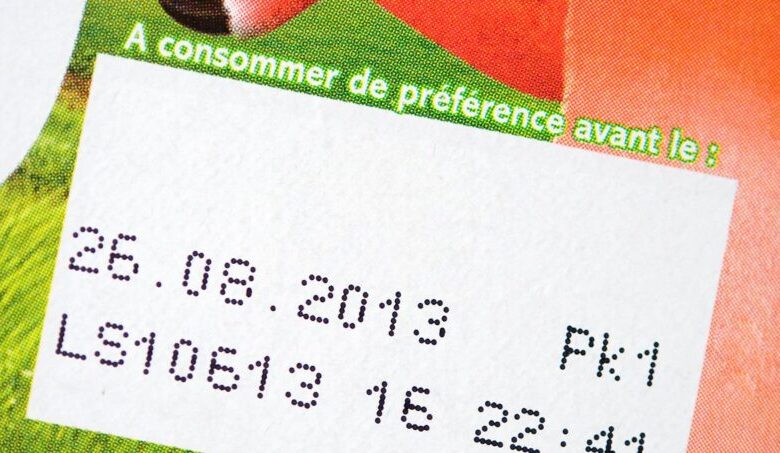 A consommer de préférence avant le :
26.08.2013 Pk1
LS10613 16 22:41